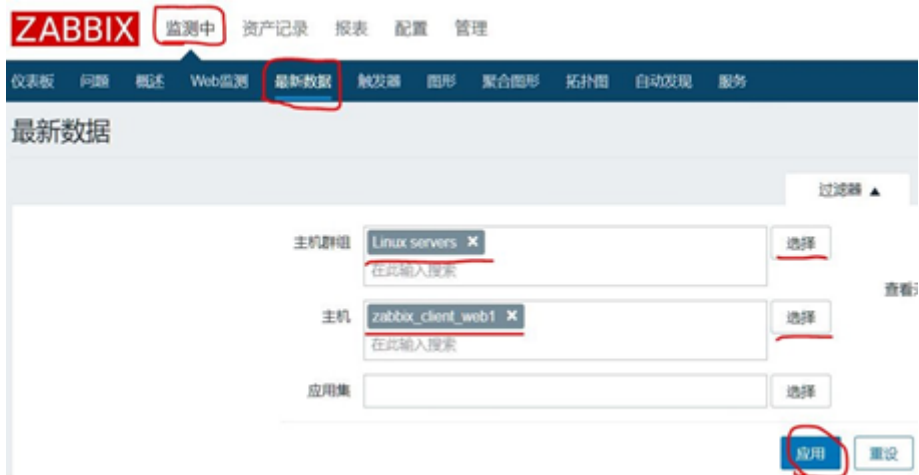 ZABBIX 监测中 资产记录 报表 配置 管理
仪表板 问题 概述 Web监测 最新数据 触发器 图形 聚合图形 拓扑图 自动发现 服务
最新数据
过滤器 ▲
主机群组 Linux servers × 选择
在此输入搜索
查看
主机 zabbix_client_web1 × 选择
在此输入搜索
应用集 选择
应用 重设